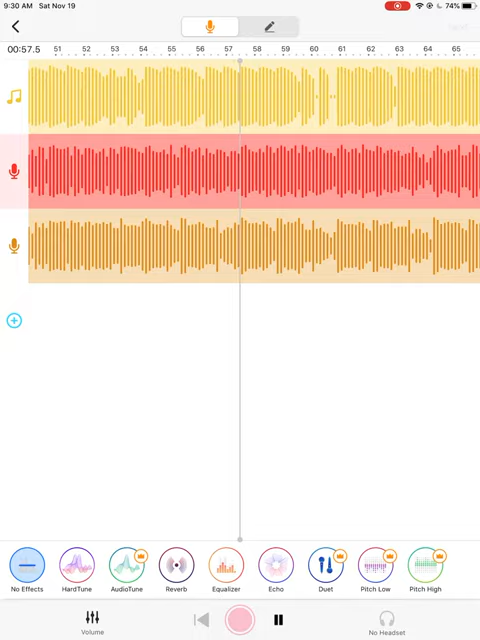 9:30 AM Sat Nov 19 74%
Next
00:57.5 51 52 53 54 55 56 57 58 59 60 61 62 63 64 65
No Effects HardTune AudioTune Reverb Equalizer Echo Duet Pitch Low Pitch High
Volume No Headset